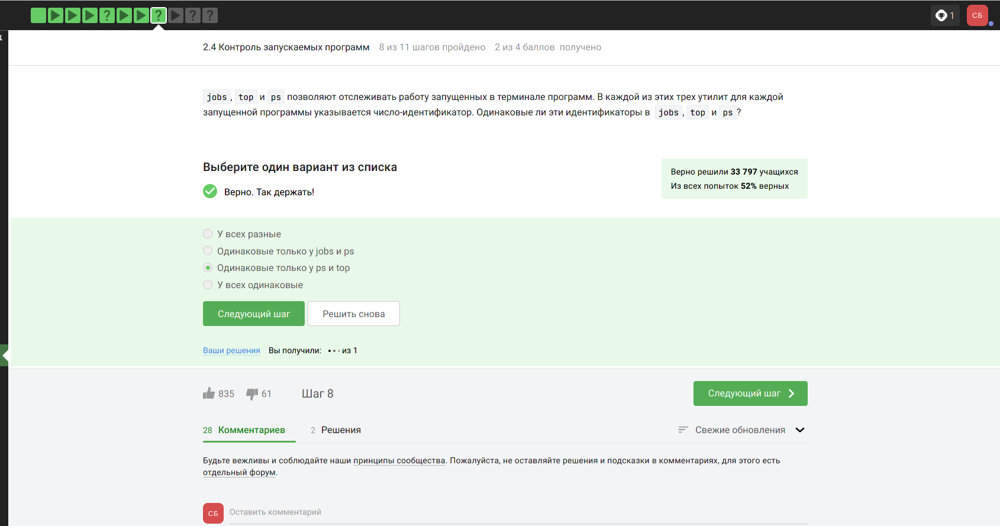 ? ? ? ?
1
СБ
2.4 Контроль запускаемых программ 8 из 11 шагов пройдено 2 из 4 баллов получено
jobs, top и ps позволяют отслеживать работу запущенных в терминале программ. В каждой из этих трех утилит для каждой
запущенной программы указывается число-идентификатор. Одинаковые ли эти идентификаторы в jobs, top и ps?
Выберите один вариант из списка
Верно. Так держать!
Верно решили 33 797 учащихся
Из всех попыток 52% верных
У всех разные
Одинаковые только у jobs и ps
Одинаковые только у ps и top
У всех одинаковые
Следующий шаг Решить снова
Ваши решения Вы получили: из 1
835 61 Шаг 8 Следующий шаг
28 Комментариев 2 Решения Свежие обновления
Будьте вежливы и соблюдайте наши принципы сообщества. Пожалуйста, не оставляйте решения и подсказки в комментариях, для этого есть
отдельный форум.
СБ Оставить комментарий